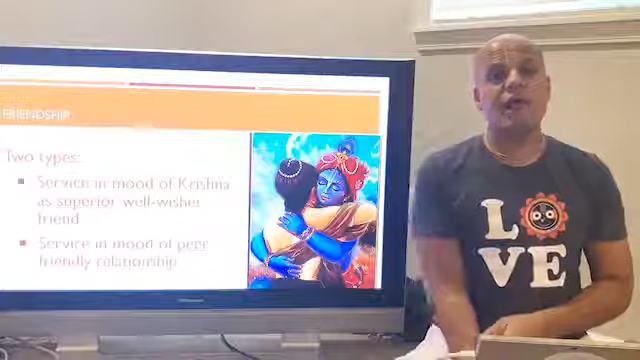 FRIENDSHIP
Two types:
Service in mood of Krishna
as superior well-wisher
friend
Service in mood of peer
friendly relationship
L VE